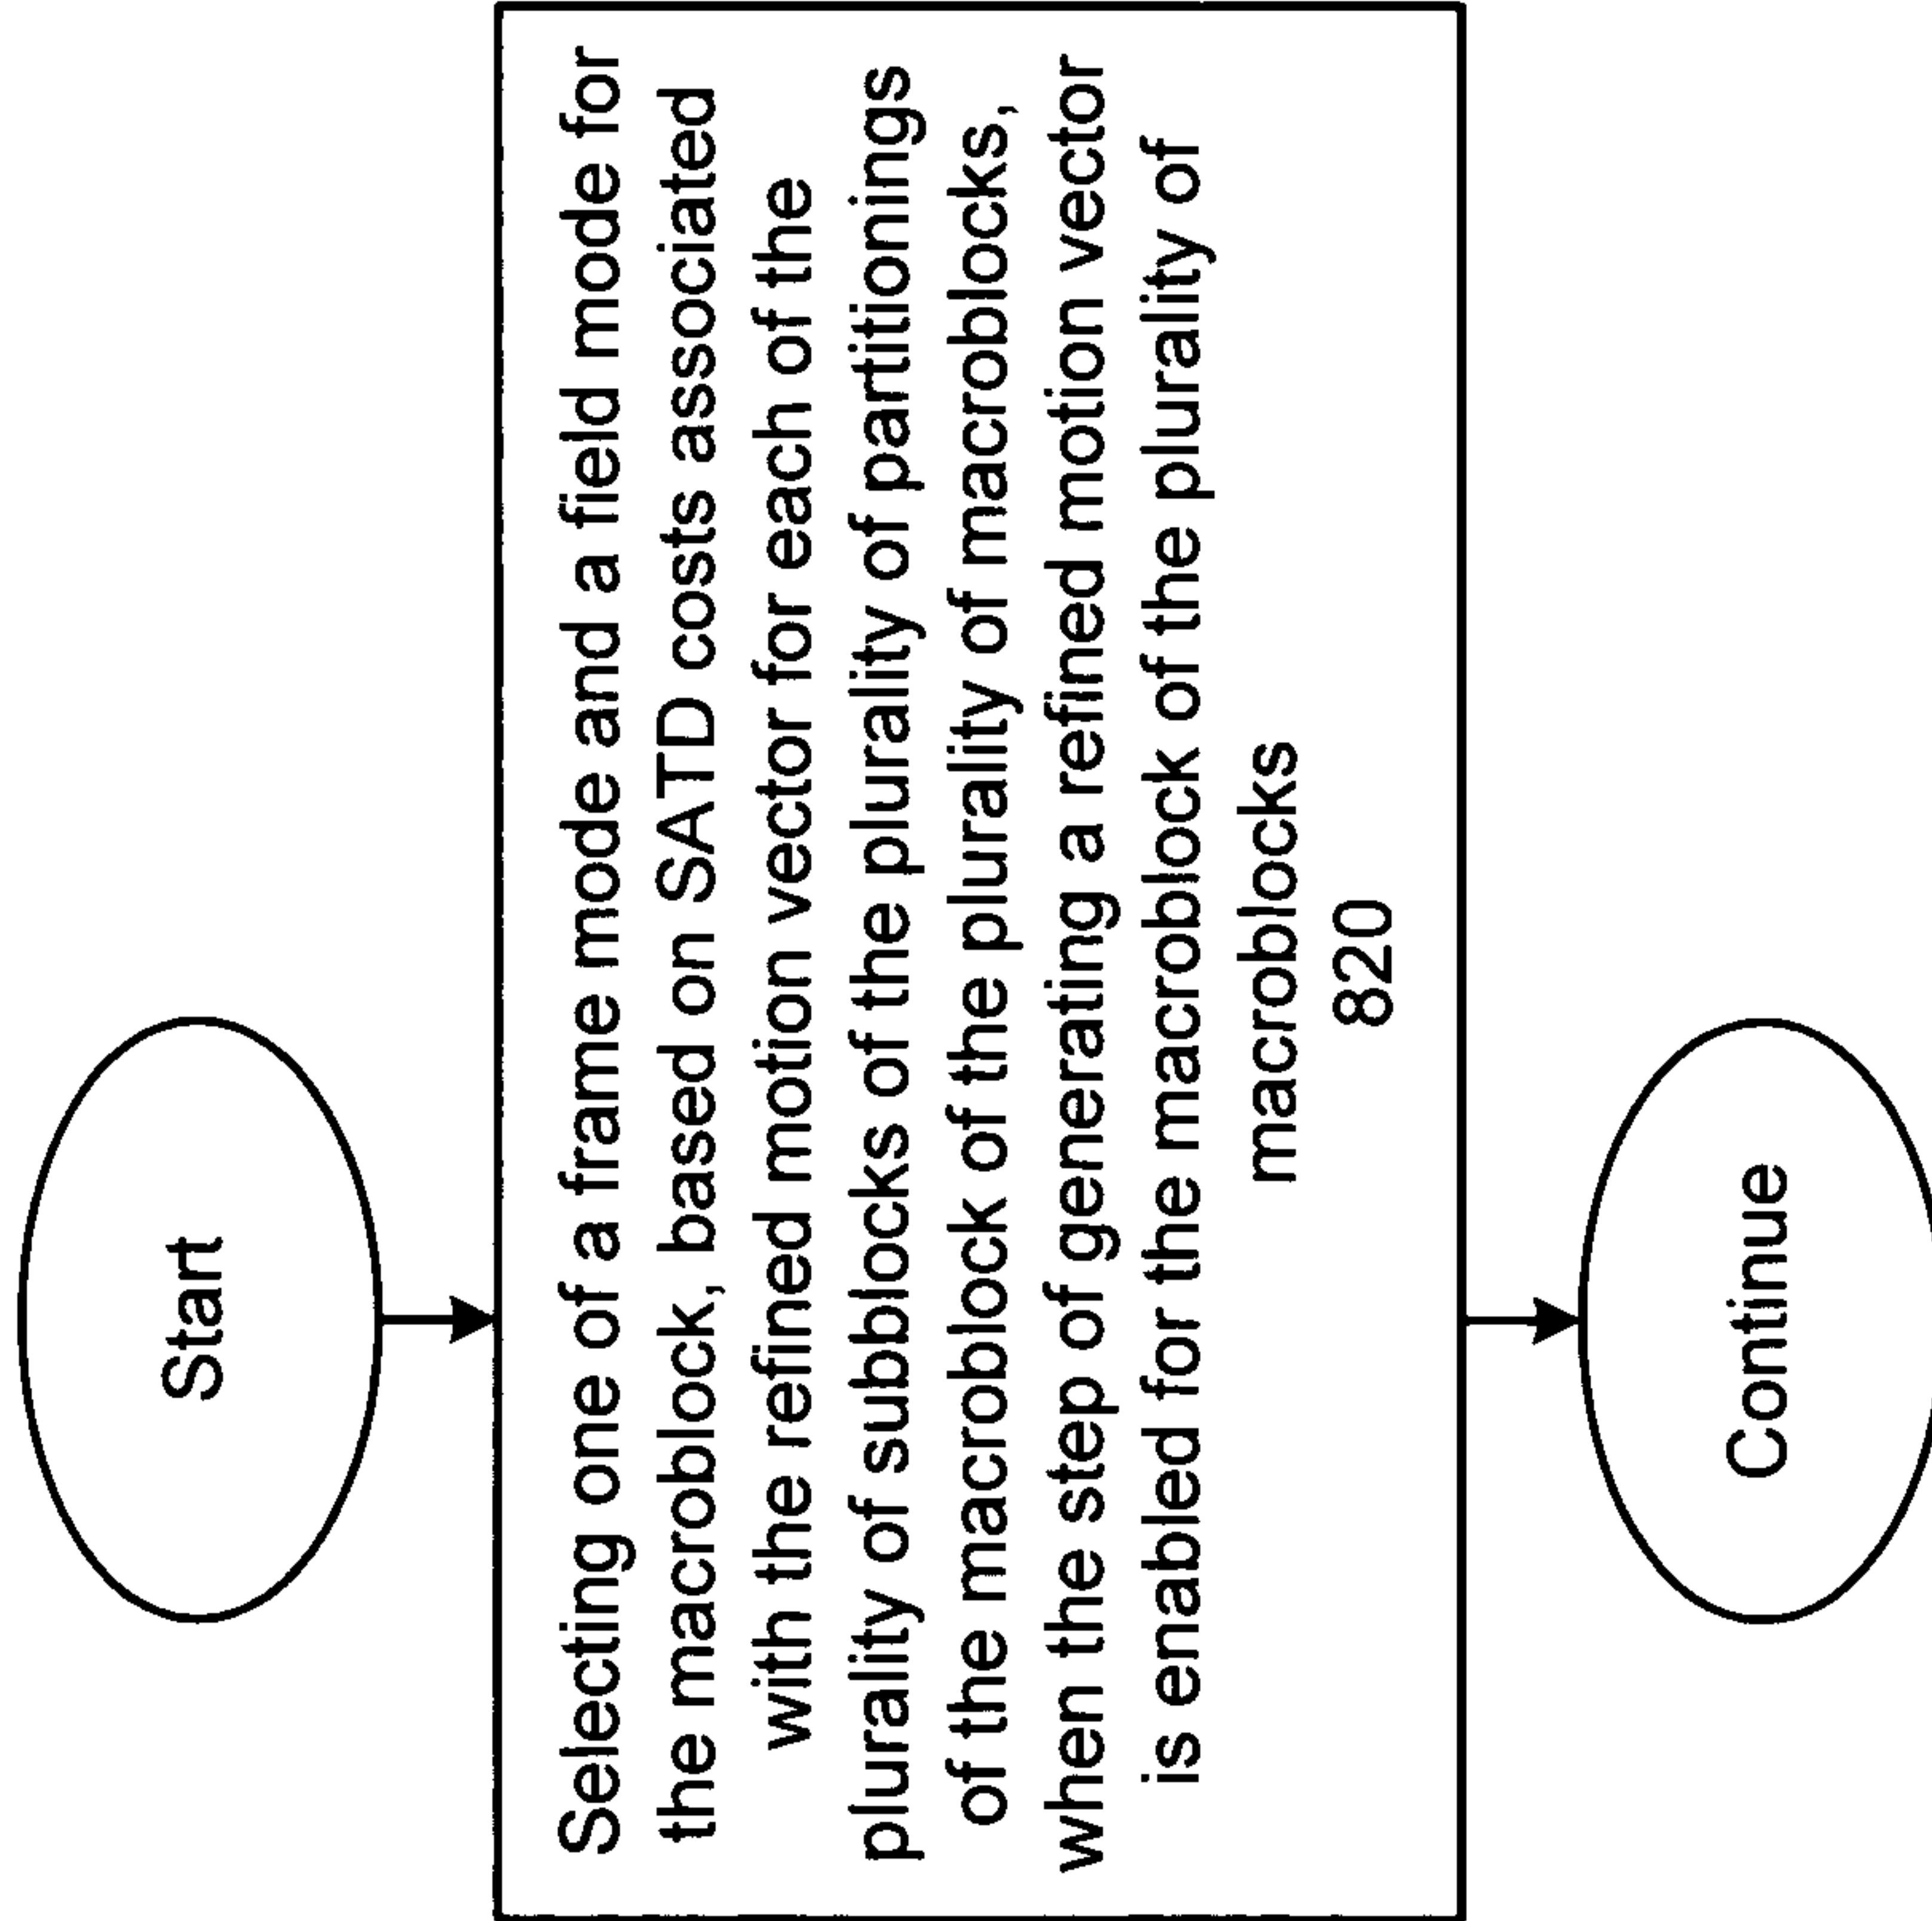 Start
Selecting one of a frame mode and a field mode for
the macroblock, based on SATD costs associated
with the refined motion vector for each of the
plurality of subblocks of the plurality of partitionings
of the macroblock of the plurality of macroblocks,
when the step of generating a refined motion vector
is enabled for the macroblock of the plurality of
macroblocks
820
Continue